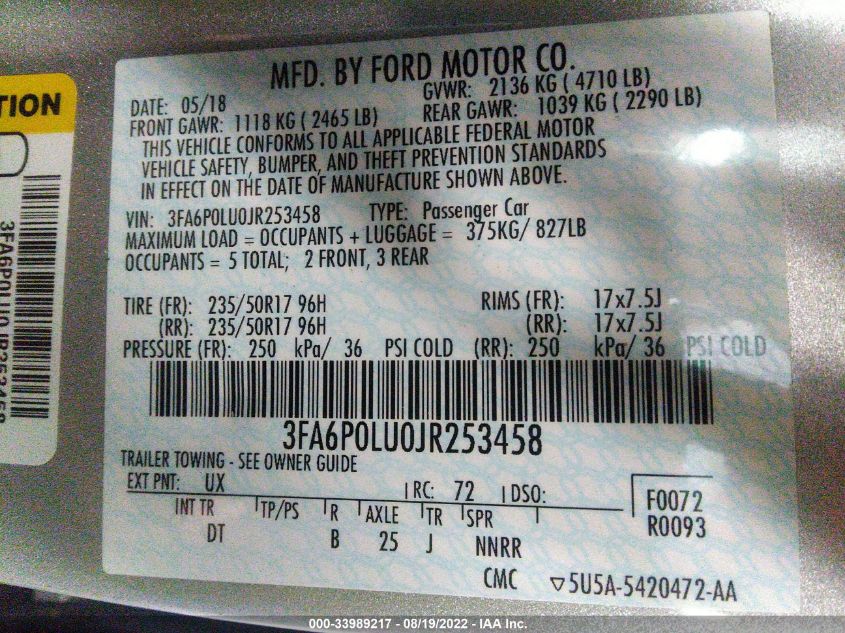 MFD. BY FORD MOTOR CO.
DATE: 05/18 GVWR: 2136 KG ( 4710 LB)
FRONT GAWR: 1118 KG ( 2465 LB) REAR GAWR: 1039 KG ( 2290 LB)
THIS VEHICLE CONFORMS TO ALL APPLICABLE FEDERAL MOTOR
VEHICLE SAFETY, BUMPER, AND THEFT PREVENTION STANDARDS
IN EFFECT ON THE DATE OF MANUFACTURE SHOWN ABOVE.
VIN: 3FA6P0LU0JR253458 TYPE: Passenger Car
MAXIMUM LOAD = OCCUPANTS + LUGGAGE = 375KG/ 827LB
OCCUPANTS = 5 TOTAL; 2 FRONT, 3 REAR
TIRE (FR): 235/50R17 96H RIMS (FR): 17x7.5J
(RR): 235/50R17 96H (RR): 17x7.5J
PRESSURE (FR): 250 kPa/ 36 PSI COLD (RR): 250 kPa/ 36 PSI COLD
3FA6P0LU0JR253458
TRAILER TOWING - SEE OWNER GUIDE
EXT PNT: UX RC: 72 DSO: F0072
INT TR TP/PS R AXLE TR SPR R0093
DT B 25 J NNRR
CMC ▽5U5A-5420472-AA
3FA6P0LU0JR253458
000-33989217 - 08/19/2022 - IAA Inc.